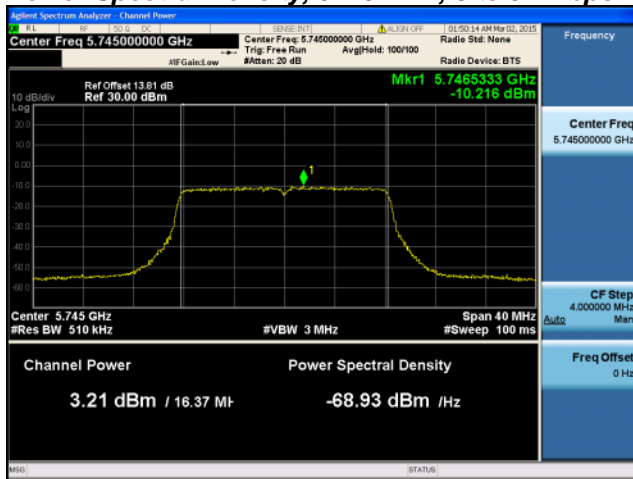 Agilent Spectrum Analyzer - Channel Power
RL RF 50 Ω DC SENSE:INT ALIGN OFF 01:50:14 AM Mar 02, 2015
Center Freq 5.745000000 GHz Center Freq: 5.745000000 GHz Radio Std: None Frequency
Trig: Free Run Avg|Hold: 100/100
#IFGain:Low #Atten: 20 dB Radio Device: BTS
Mkr1 5.7465333 GHz
Ref Offset 13.81 dB
10 dB/div Ref 30.00 dBm -10.216 dBm
Log
20.0
10.0
0.00
-10.0
-20.0
-30.0
-40.0
-50.0
-60.0
1
Center Freq
5.745000000 GHz
Center 5.745 GHz Span 40 MHz
#Res BW 510 kHz #VBW 3 MHz #Sweep 100 ms
CF Step
4.000000 MHz
Auto Man
Channel Power Power Spectral Density
3.21 dBm / 16.37 MH -68.93 dBm /Hz
Freq Offset
0 Hz
MSG STATUS